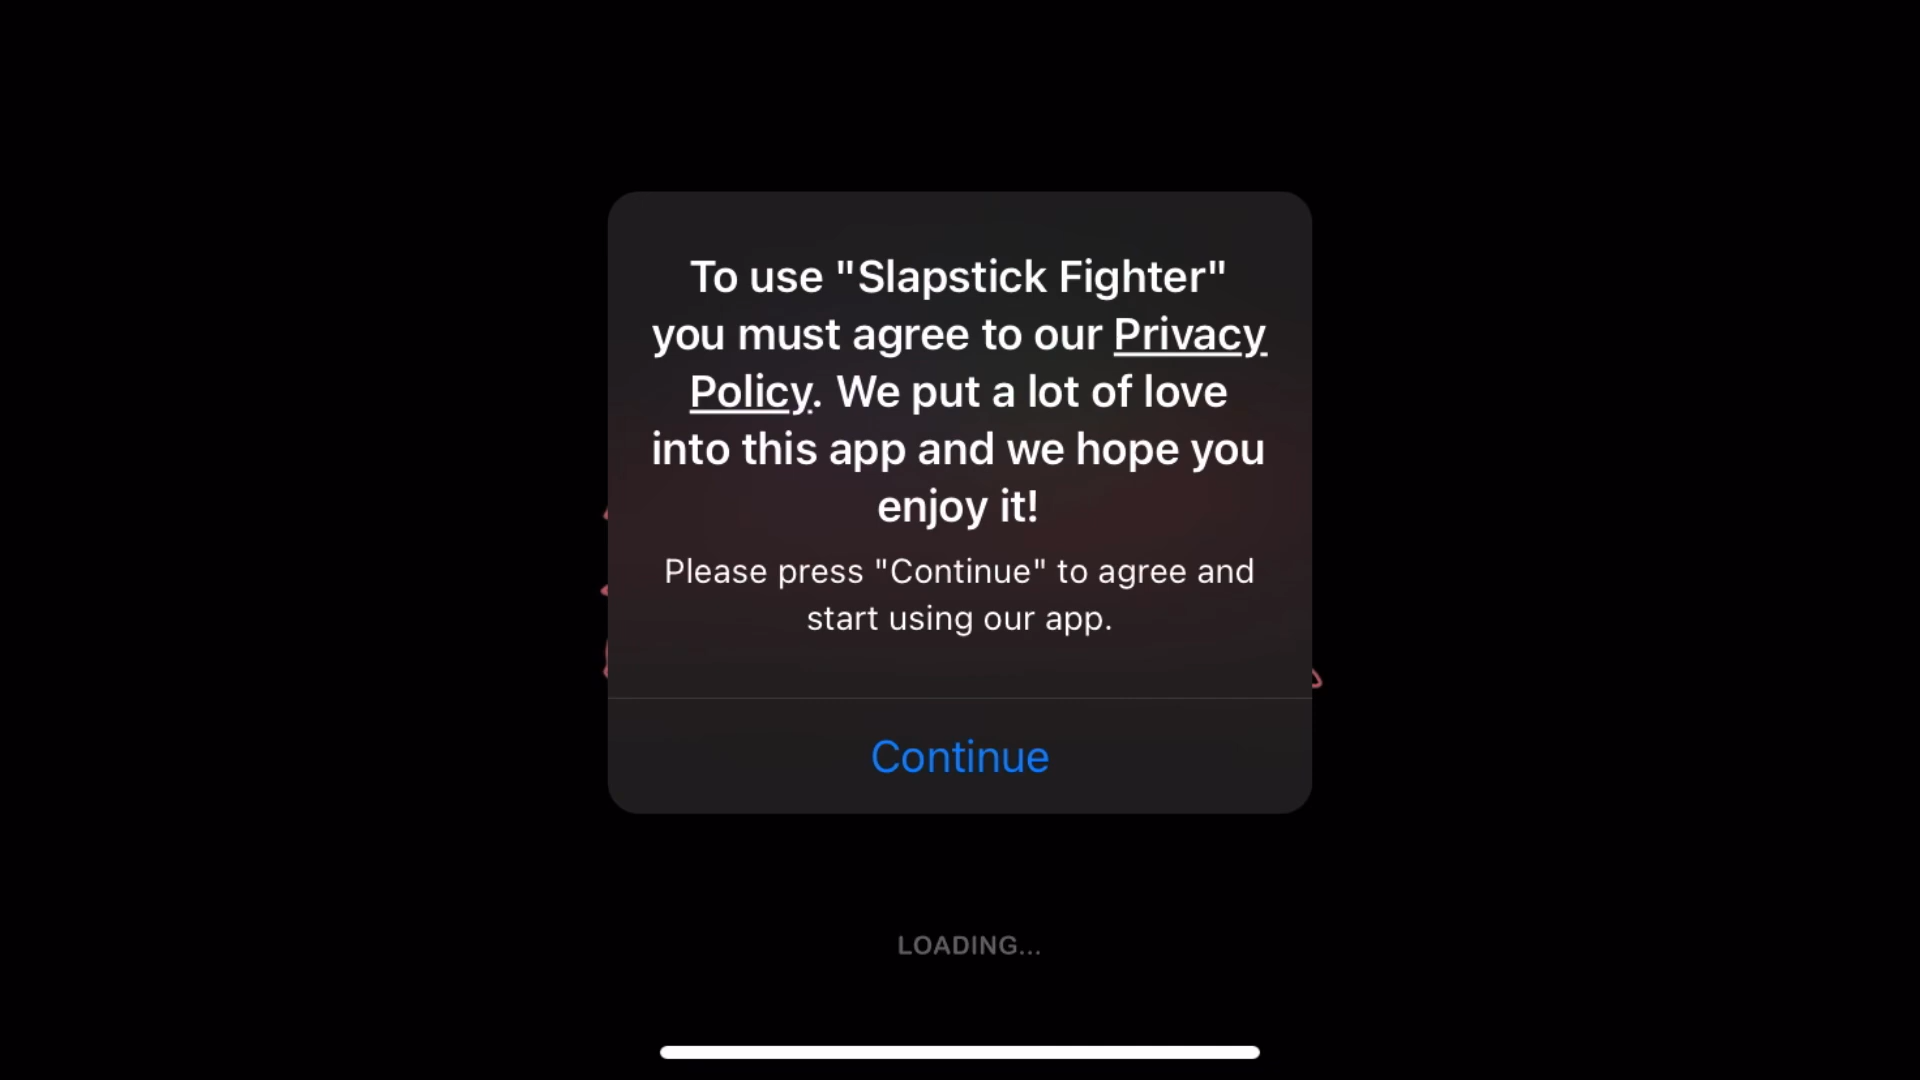 To use "Slapstick Fighter"
you must agree to our Privacy
Policy. We put a lot of love
into this app and we hope you
enjoy it!
Please press "Continue" to agree and
start using our app.
Continue
LOADING...